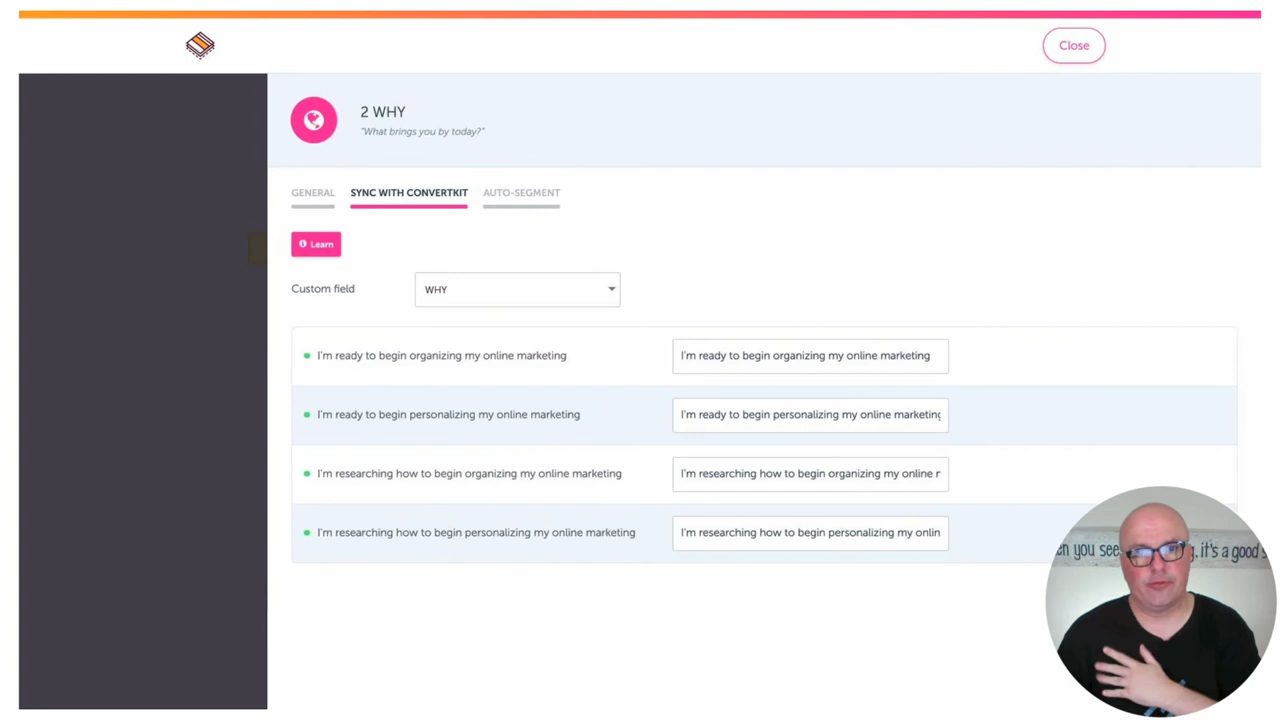 Close
2 WHY
"What brings you by today?"
GENERAL SYNC WITH CONVERTKIT AUTO-SEGMENT
Learn
Custom field WHY
I'm ready to begin organizing my online marketing I'm ready to begin organizing my online marketing
I'm ready to begin personalizing my online marketing I'm ready to begin personalizing my online marketing
I'm researching how to begin organizing my online marketing I'm researching how to begin organizing my online
I'm researching how to begin personalizing my online marketing I'm researching how to begin personalizing my onlin
you see it's a good